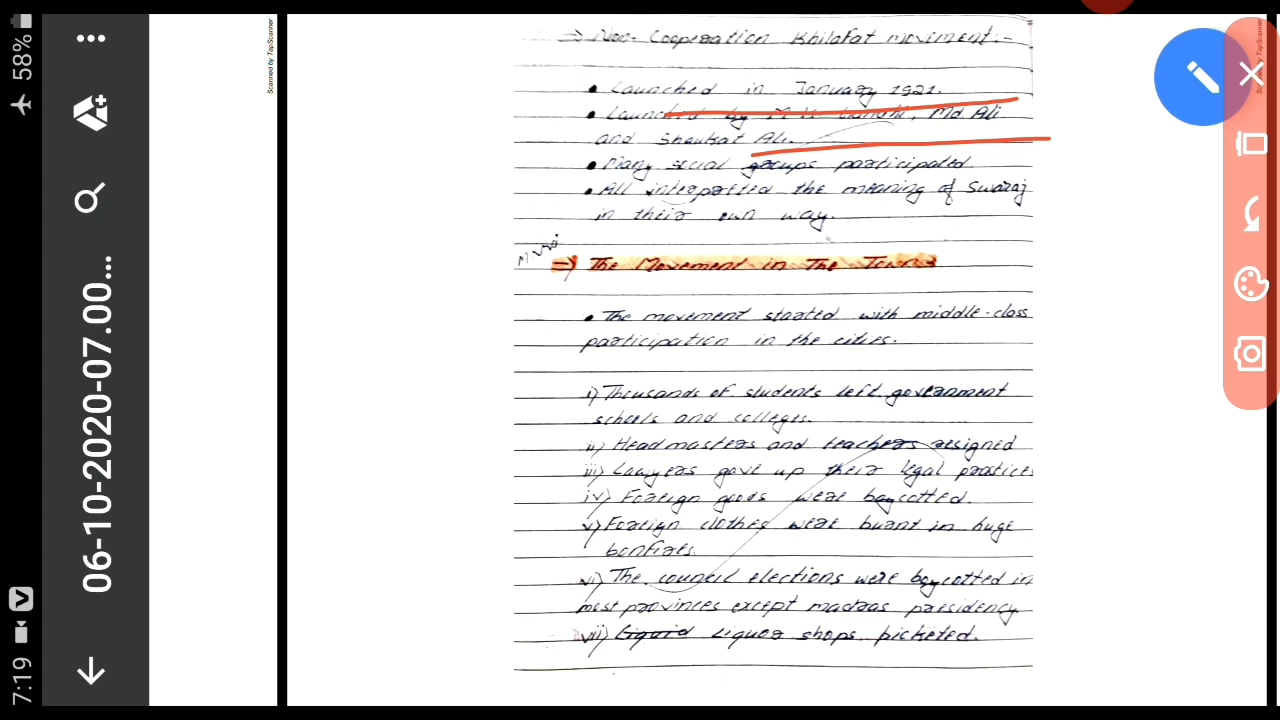 ⇒ Non-Cooperation Khilafat movement:-
• Launched in January 1921.
• Launched by M K Gandhi, Md Ali
and Shaukat Ali.
• Many social groups participated.
• All interpreted the meaning of Swaraj
in their own way.
⇒ The Movement in The Towns
• The movement started with middle-class
participation in the cities.
i) Thousands of students left government
schools and colleges.
ii) Headmasters and teachers resigned
iii) Lawyers gave up their legal practices
iv) Foreign goods were boycotted.
v) Foreign clothes were burnt in huge
bonfires.
vi) The council elections were boycotted in
most provinces except madras presidency
vii) Liquid Liquor shops picketed.
7:19
58%
06-10-2020-07.00...
Scanned by TapScanner